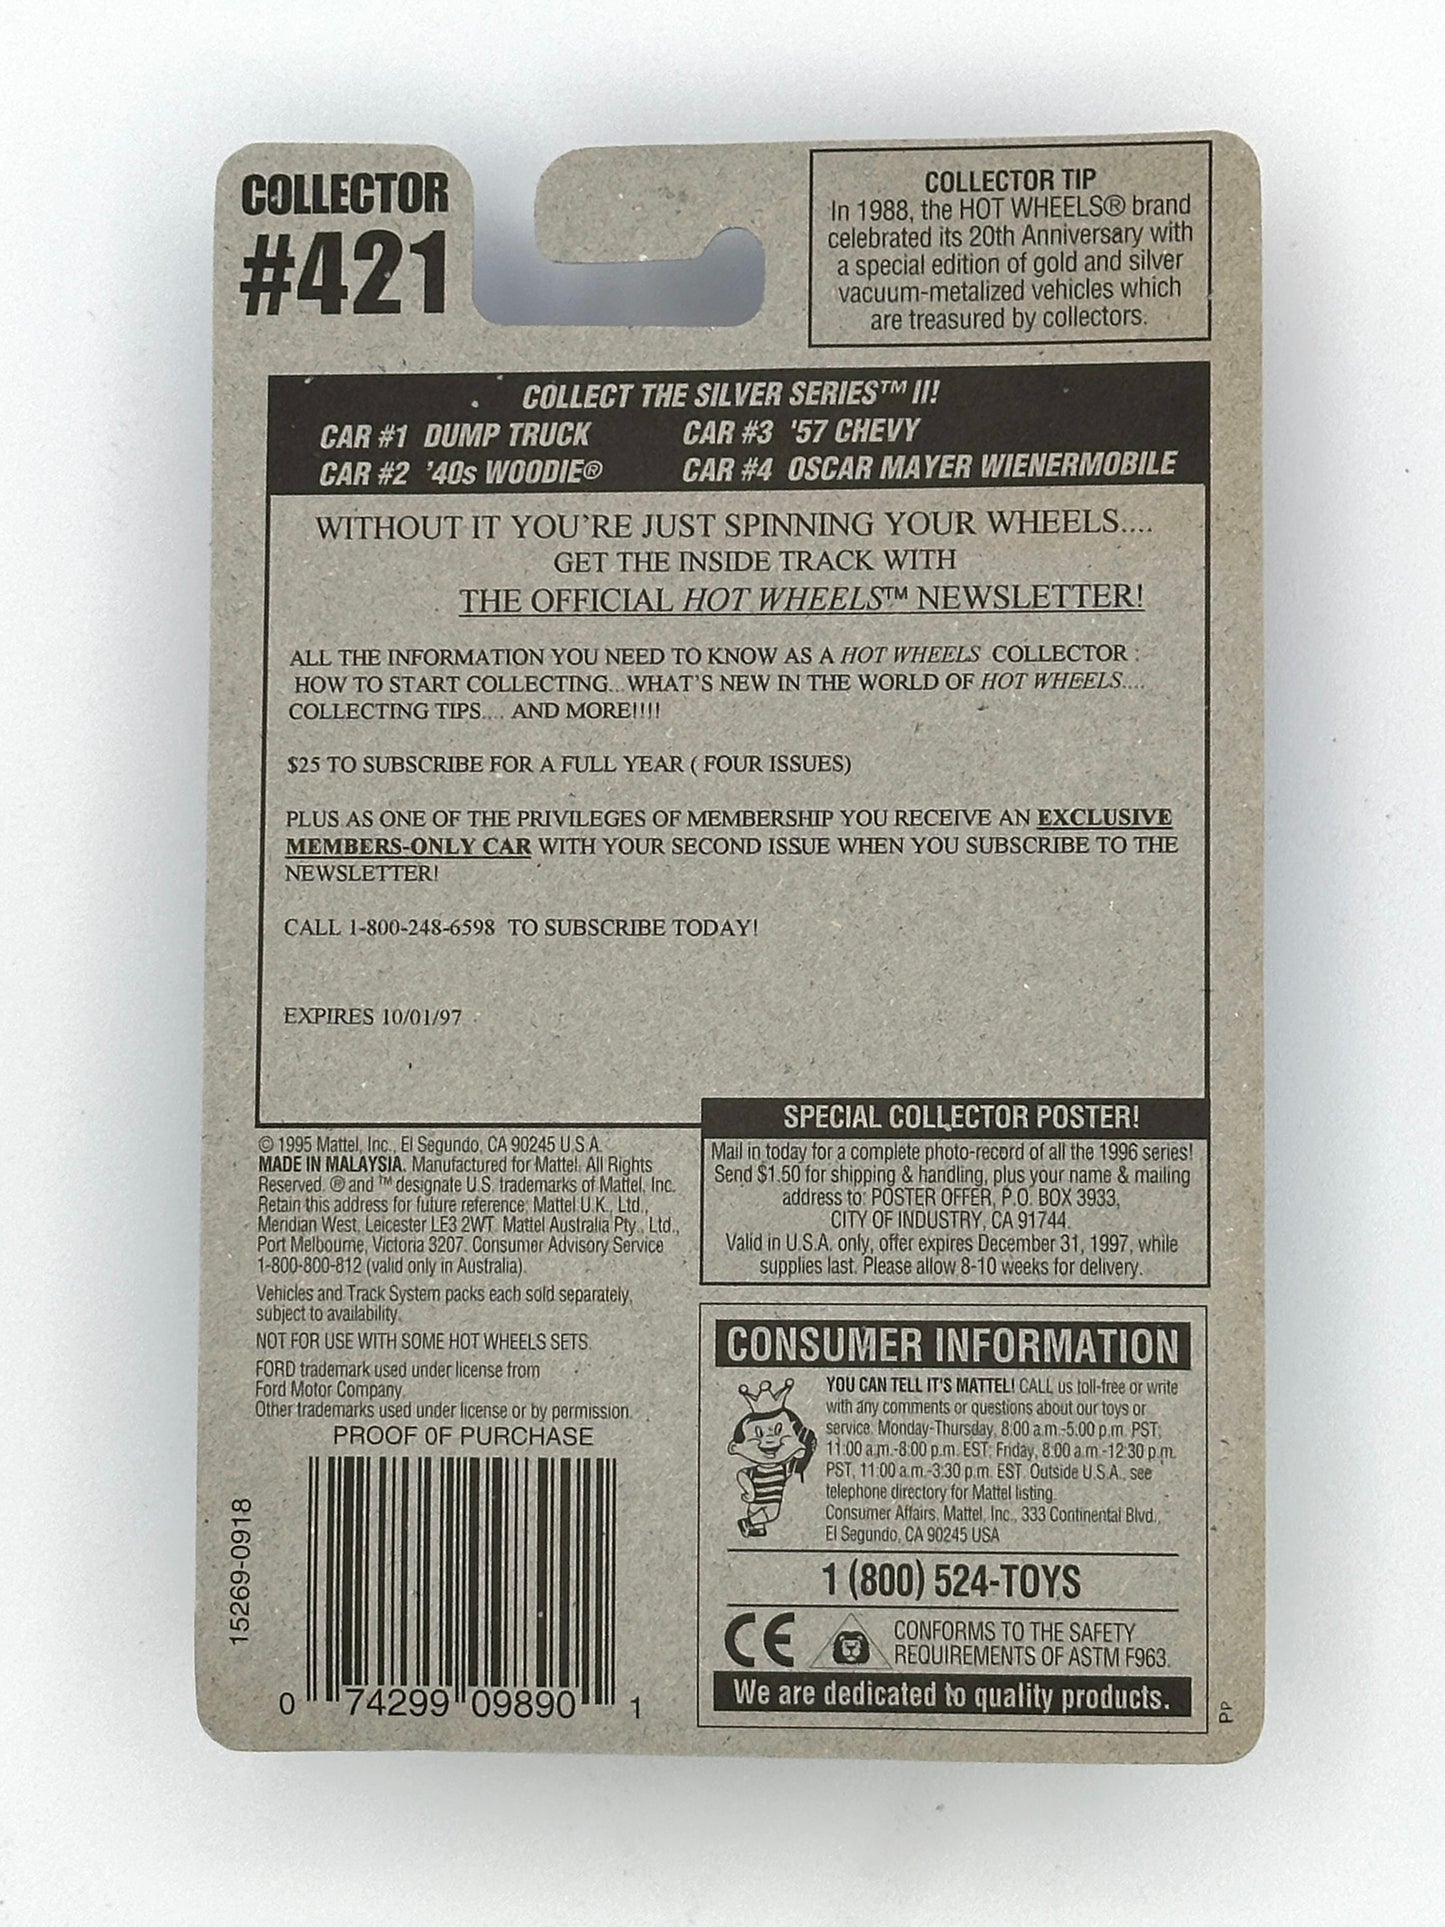 COLLECTOR
#421
COLLECTOR TIP
In 1988, the HOT WHEELS® brand
celebrated its 20th Anniversary with
a special edition of gold and silver
vacuum-metalized vehicles which
are treasured by collectors.
COLLECT THE SILVER SERIES™ II!
CAR #1 DUMP TRUCK
CAR #2 '40s WOODIE®
CAR #3 '57 CHEVY
CAR #4 OSCAR MAYER WIENERMOBILE
WITHOUT IT YOU'RE JUST SPINNING YOUR WHEELS....
GET THE INSIDE TRACK WITH
THE OFFICIAL HOT WHEELS™ NEWSLETTER!
ALL THE INFORMATION YOU NEED TO KNOW AS A HOT WHEELS COLLECTOR :
HOW TO START COLLECTING...WHAT'S NEW IN THE WORLD OF HOT WHEELS....
COLLECTING TIPS.... AND MORE!!!!
$25 TO SUBSCRIBE FOR A FULL YEAR ( FOUR ISSUES)
PLUS AS ONE OF THE PRIVILEGES OF MEMBERSHIP YOU RECEIVE AN EXCLUSIVE
MEMBERS-ONLY CAR WITH YOUR SECOND ISSUE WHEN YOU SUBSCRIBE TO THE
NEWSLETTER!
CALL 1-800-248-6598 TO SUBSCRIBE TODAY!
EXPIRES 10/01/97
© 1995 Mattel, Inc., El Segundo, CA 90245 U.S.A.
MADE IN MALAYSIA. Manufactured for Mattel. All Rights
Reserved. ® and ™ designate U.S. trademarks of Mattel, Inc.
Retain this address for future reference: Mattel U.K., Ltd.,
Meridian West, Leicester LE3 2WT. Mattel Australia Pty., Ltd.,
Port Melbourne, Victoria 3207. Consumer Advisory Service
1-800-800-812 (valid only in Australia).
Vehicles and Track System packs each sold separately,
subject to availability.
NOT FOR USE WITH SOME HOT WHEELS SETS.
FORD trademark used under license from
Ford Motor Company.
Other trademarks used under license or by permission.
PROOF OF PURCHASE
15269-0918
0 74299 09890 1
SPECIAL COLLECTOR POSTER!
Mail in today for a complete photo-record of all the 1996 series!
Send $1.50 for shipping & handling, plus your name & mailing
address to: POSTER OFFER, P.O. BOX 3933,
CITY OF INDUSTRY, CA 91744.
Valid in U.S.A. only, offer expires December 31, 1997, while
supplies last. Please allow 8-10 weeks for delivery.
CONSUMER INFORMATION
YOU CAN TELL IT'S MATTEL! CALL us toll-free or write
with any comments or questions about our toys or
service. Monday-Thursday, 8:00 a.m.-5:00 p.m. PST;
11:00 a.m.-8:00 p.m. EST; Friday, 8:00 a.m.-12:30 p.m.
PST, 11:00 a.m.-3:30 p.m. EST. Outside U.S.A., see
telephone directory for Mattel listing.
Consumer Affairs, Mattel, Inc., 333 Continental Blvd.,
El Segundo, CA 90245 USA
1 (800) 524-TOYS
CE
CONFORMS TO THE SAFETY
REQUIREMENTS OF ASTM F963.
We are dedicated to quality products.
PP